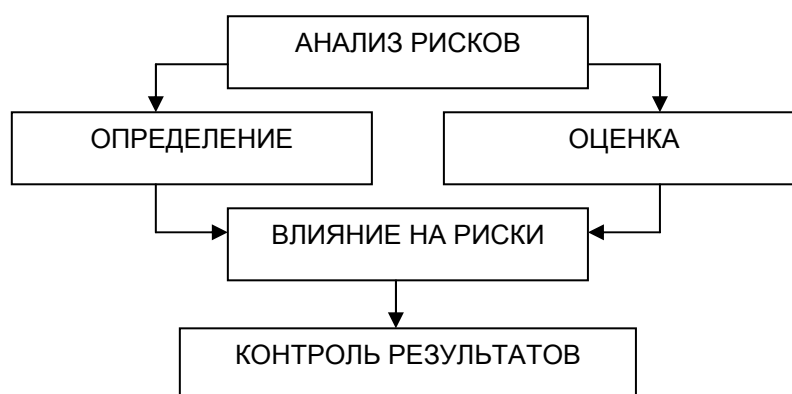 АНАЛИЗ РИСКОВ
ОПРЕДЕЛЕНИЕ
ОЦЕНКА
ВЛИЯНИЕ НА РИСКИ
КОНТРОЛЬ РЕЗУЛЬТАТОВ